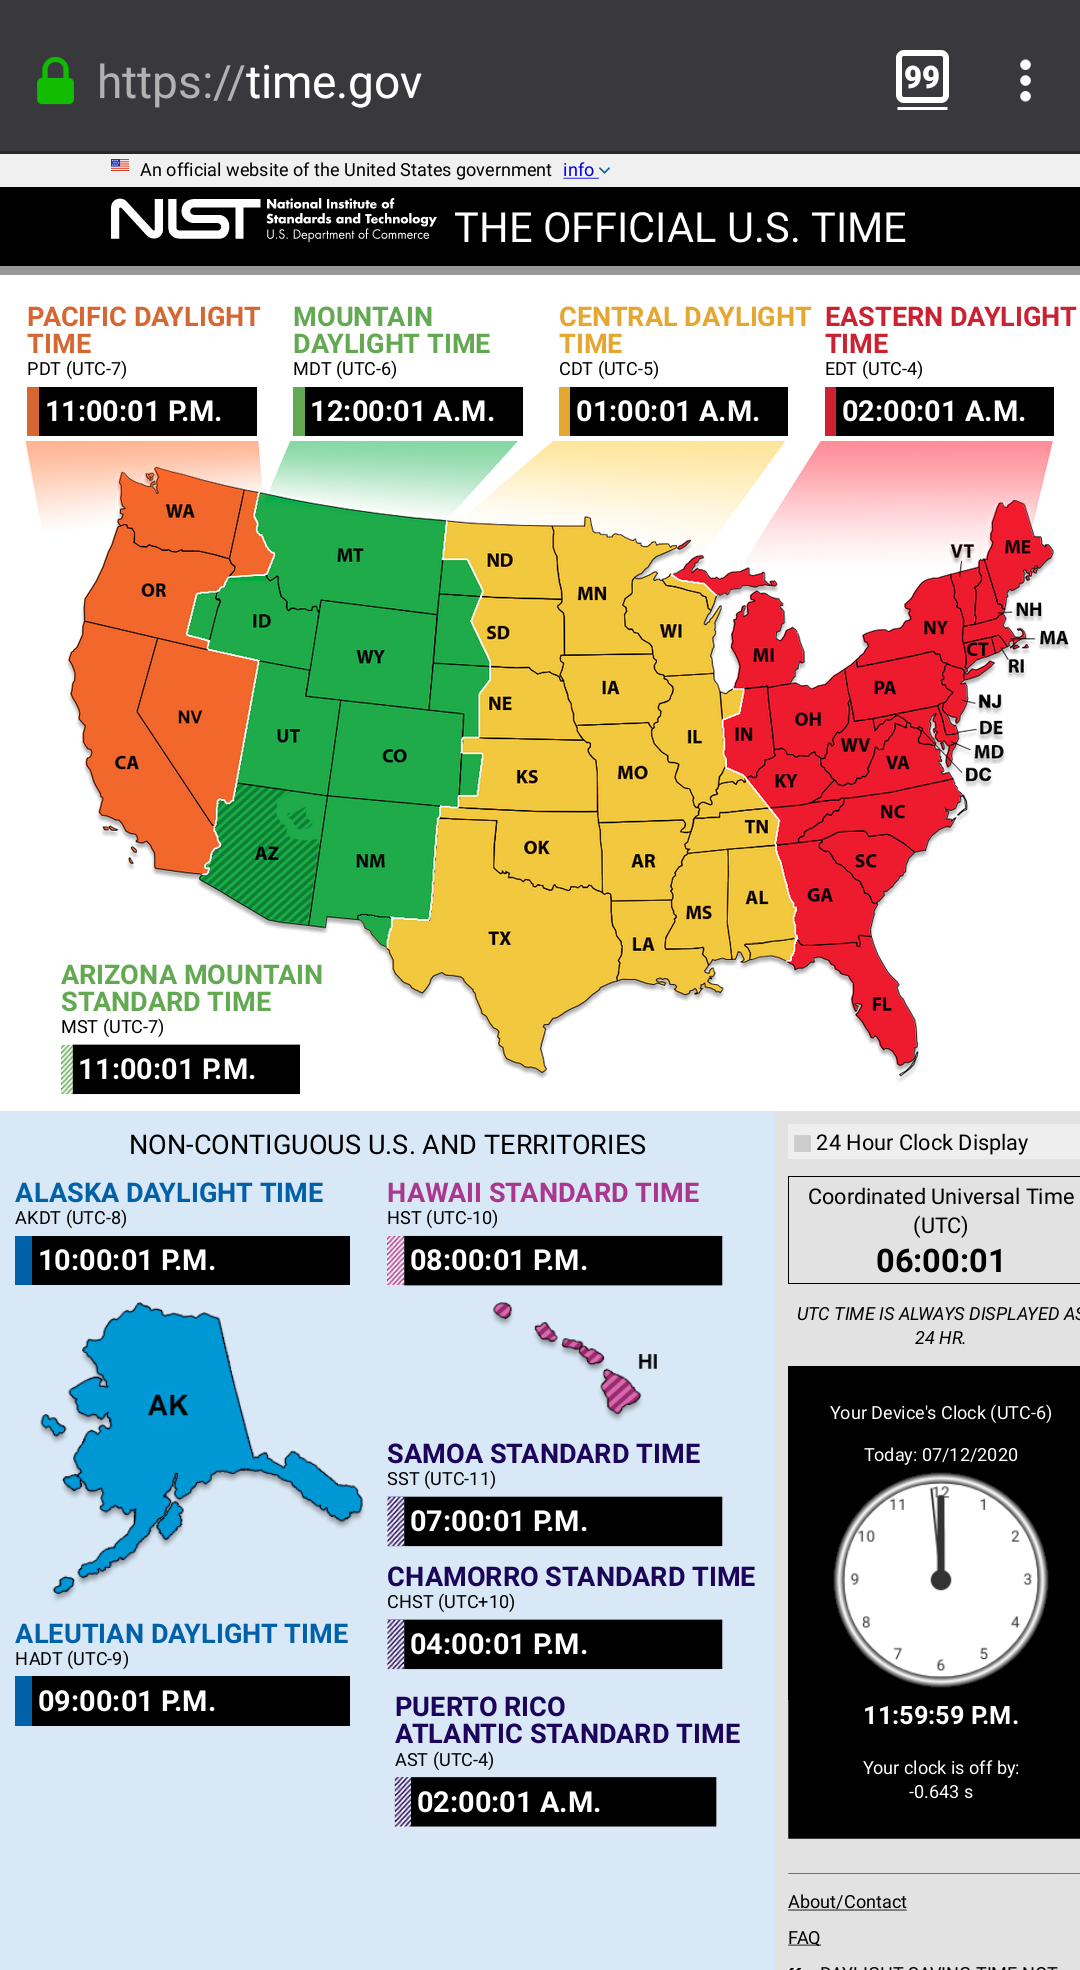 https://time.gov
99
An official website of the United States government info
NIST
National Institute of
Standards and Technology
U.S. Department of Commerce
THE OFFICIAL U.S. TIME
PACIFIC DAYLIGHT
TIME
PDT (UTC-7)
11:00:01 P.M.
MOUNTAIN
DAYLIGHT TIME
MDT (UTC-6)
12:00:01 A.M.
CENTRAL DAYLIGHT
TIME
CDT (UTC-5)
01:00:01 A.M.
EASTERN DAYLIGHT
TIME
EDT (UTC-4)
02:00:01 A.M.
WA
OR
CA
NV
MT
ID
WY
UT
CO
AZ
NM
ND
SD
NE
KS
OK
TX
MN
IA
MO
AR
LA
WI
IL
MS
AL
TN
MI
IN
OH
KY
WV
VA
NC
SC
GA
FL
PA
NY
VT
ME
NH
MA
CT
RI
NJ
DE
MD
DC
ARIZONA MOUNTAIN
STANDARD TIME
MST (UTC-7)
11:00:01 P.M.
NON-CONTIGUOUS U.S. AND TERRITORIES
ALASKA DAYLIGHT TIME
AKDT (UTC-8)
10:00:01 P.M.
AK
ALEUTIAN DAYLIGHT TIME
HADT (UTC-9)
09:00:01 P.M.
HAWAII STANDARD TIME
HST (UTC-10)
08:00:01 P.M.
HI
SAMOA STANDARD TIME
SST (UTC-11)
07:00:01 P.M.
CHAMORRO STANDARD TIME
CHST (UTC+10)
04:00:01 P.M.
PUERTO RICO
ATLANTIC STANDARD TIME
AST (UTC-4)
02:00:01 A.M.
24 Hour Clock Display
Coordinated Universal Time
(UTC)
06:00:01
UTC TIME IS ALWAYS DISPLAYED AS
24 HR.
Your Device's Clock (UTC-6)
Today: 07/12/2020
12
1
2
3
4
5
6
7
8
9
10
11
11:59:59 P.M.
Your clock is off by:
-0.643 s
About/Contact
FAQ
DAYLIGHT SAVING TIME NOT